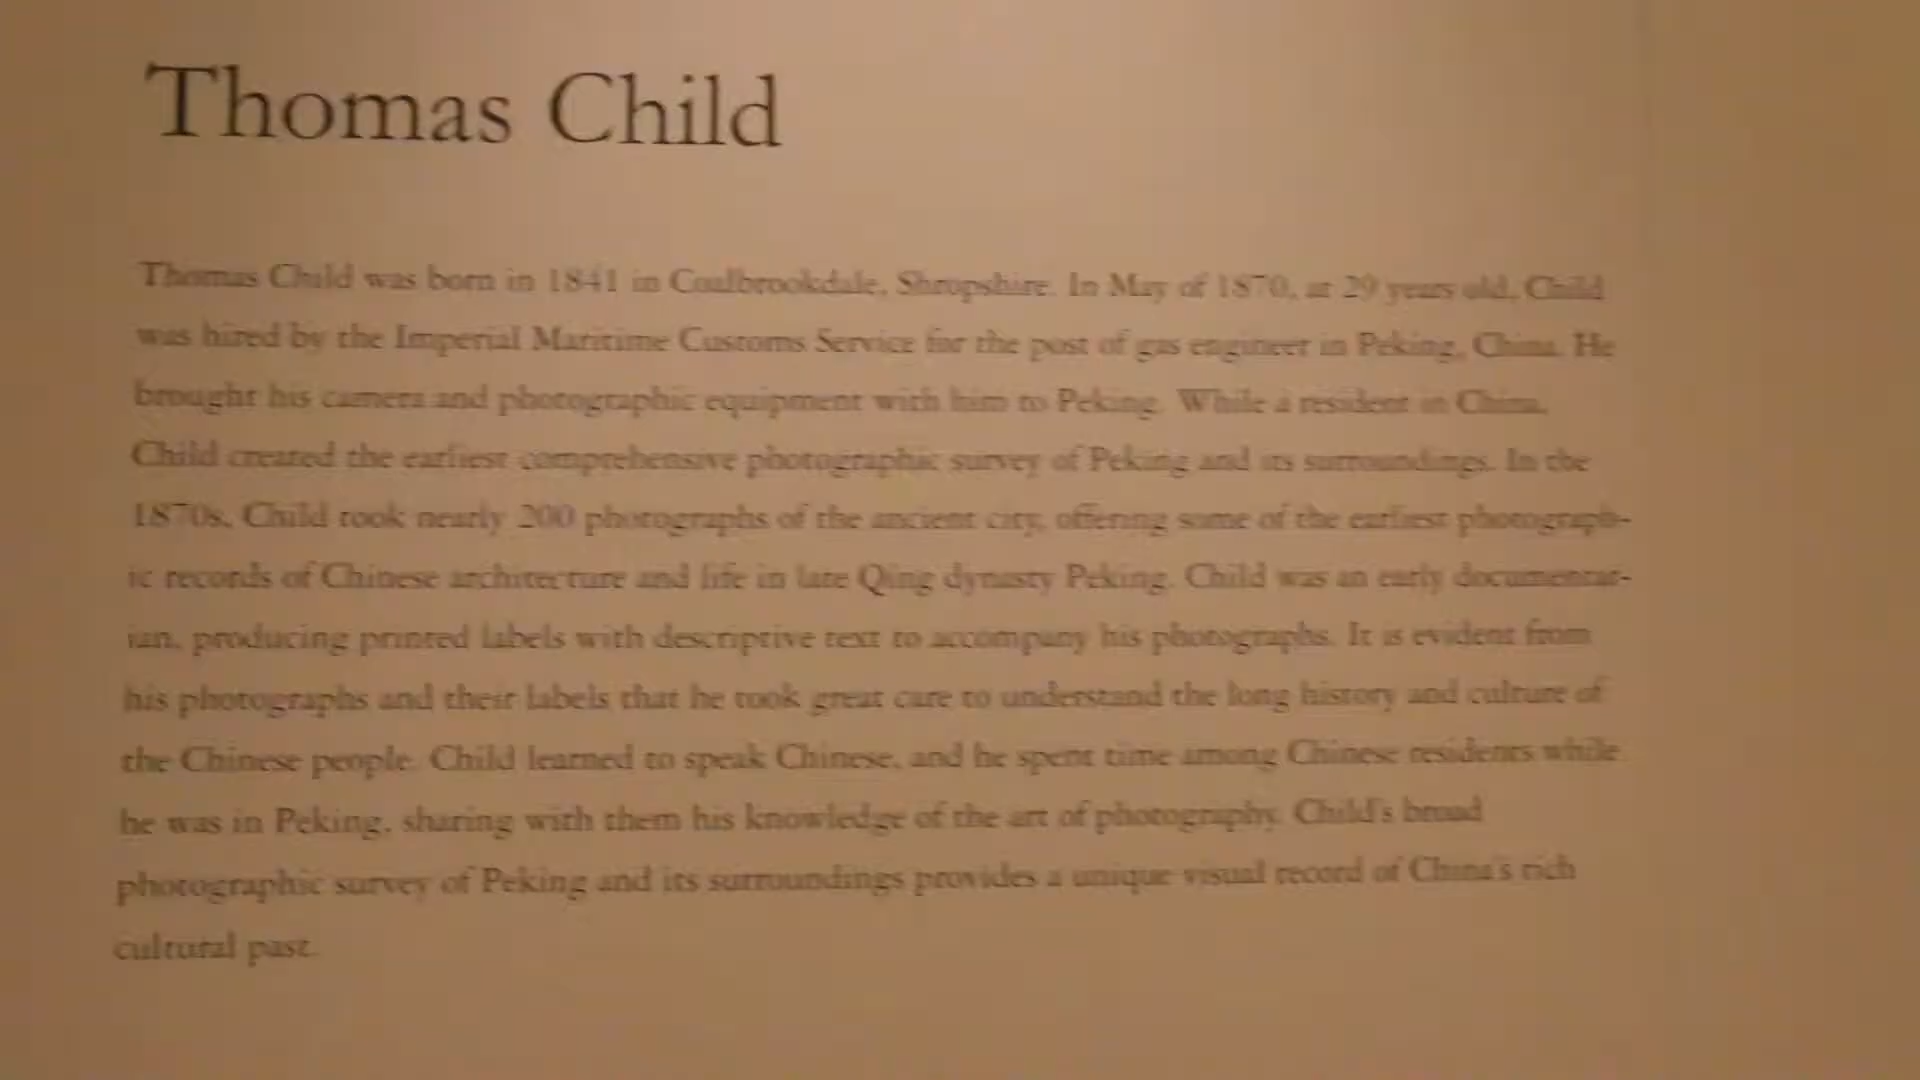 Thomas Child
Thomas Child was born in 1841 in Coalbrookdale, Shropshire. In May of 1870, at 29 years old, Child
was hired by the Imperial Maritime Customs Service for the post of gas engineer in Peking, China. He
brought his camera and photographic equipment with him to Peking. While a resident in China,
Child created the earliest comprehensive photographic survey of Peking and its surroundings. In the
1870s, Child took nearly 200 photographs of the ancient city, offering some of the earliest photograph-
ic records of Chinese architecture and life in late Qing dynasty Peking. Child was an early documentar-
ian, producing printed labels with descriptive text to accompany his photographs. It is evident from
his photographs and their labels that he took great care to understand the long history and culture of
the Chinese people. Child learned to speak Chinese, and he spent time among Chinese residents while
he was in Peking, sharing with them his knowledge of the art of photography. Child's broad
photographic survey of Peking and its surroundings provides a unique visual record of China's rich
cultural past.